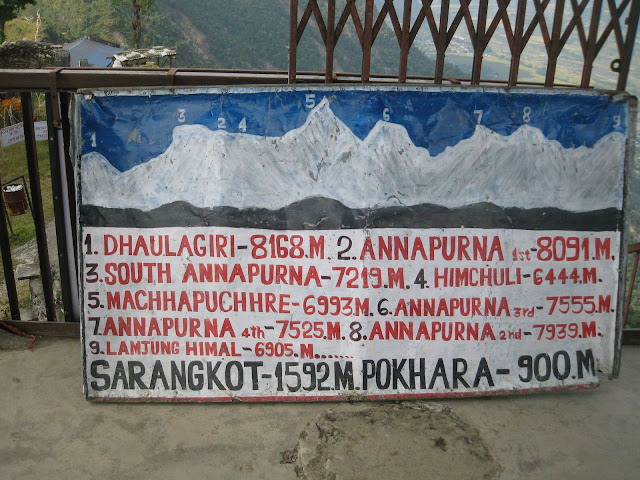 1 3 2 4 5 6 7 8 9
1. DHAULAGIRI-8168.M. 2. ANNAPURNA 1st-8091.M.
3. SOUTH ANNAPURNA-7219.M. 4. HIMCHULI-6444.M.
5. MACHHAPUCHHRE-6993M. 6. ANNAPURNA 3rd-7555.M.
7. ANNAPURNA 4th-7525.M. 8. ANNAPURNA 2nd-7939.M.
9. LAMJUNG HIMAL-6905.M.......
SARANGKOT-1592.M. POKHARA-900.M.